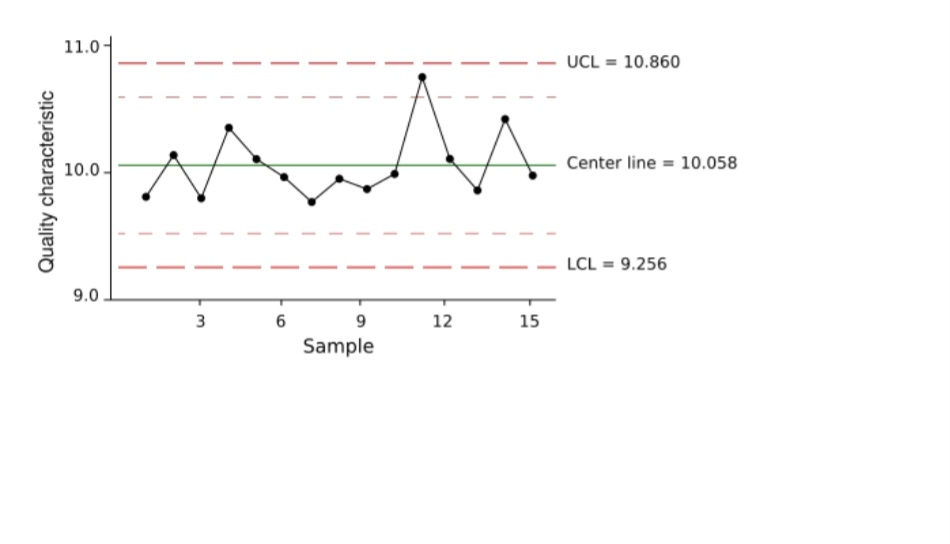 11.0
UCL = 10.860
Quality characteristic
10.0
Center line = 10.058
LCL = 9.256
9.0
3 6 9 12 15
Sample